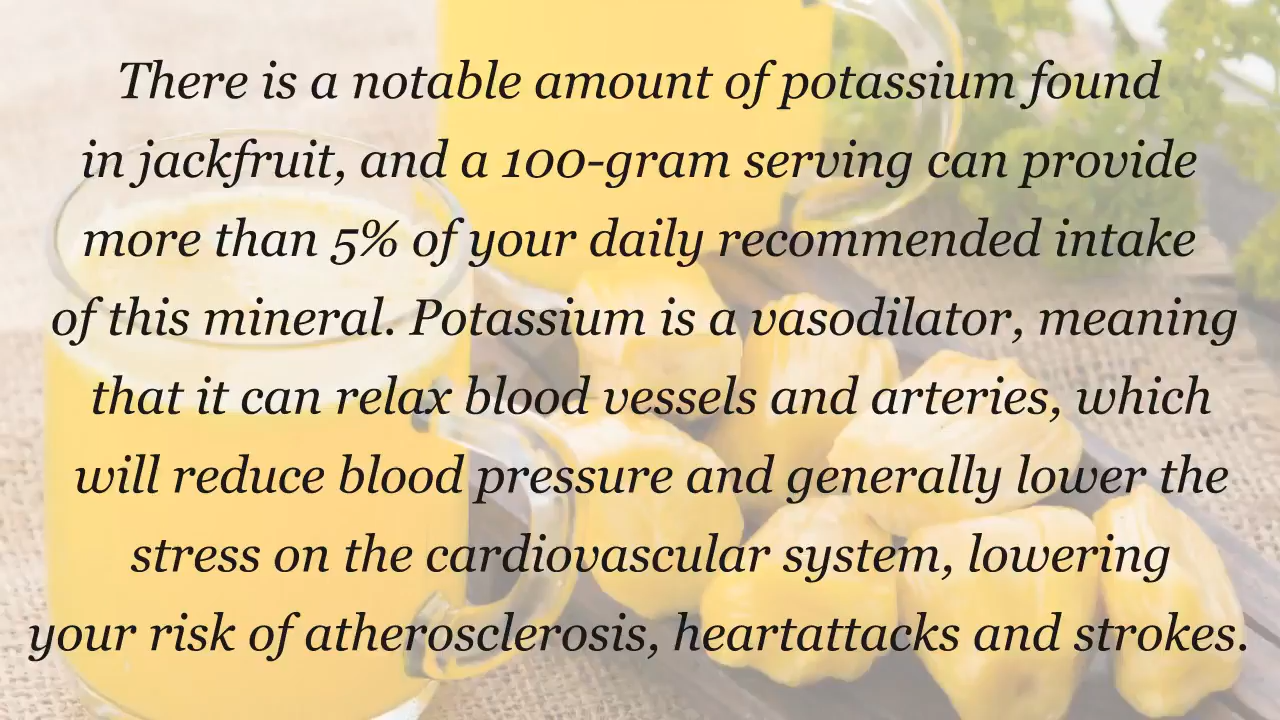 There is a notable amount of potassium found
in jackfruit, and a 100-gram serving can provide
more than 5% of your daily recommended intake
of this mineral. Potassium is a vasodilator, meaning
that it can relax blood vessels and arteries, which
will reduce blood pressure and generally lower the
stress on the cardiovascular system, lowering
your risk of atherosclerosis, heartattacks and strokes.